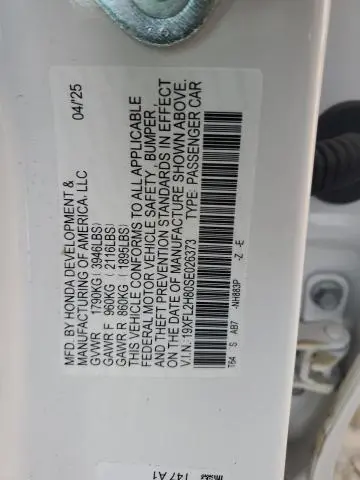 MFD. BY HONDA DEVELOPMENT & 04/'25
MANUFACTURING OF AMERICA, LLC
GVWR 1790KG (3946LBS)
GAWR F 960KG (2116LBS)
GAWR R 860KG (1896LBS)
THIS VEHICLE CONFORMS TO ALL APPLICABLE
FEDERAL MOTOR VEHICLE SAFETY, BUMPER,
AND THEFT PREVENTION STANDARDS IN EFFECT
ON THE DATE OF MANUFACTURE SHOWN ABOVE.
V.I.N: 19XFL2H80SE026373 TYPE: PASSENGER CAR
T64 S AB7 -NH883P -Z -E
147A1